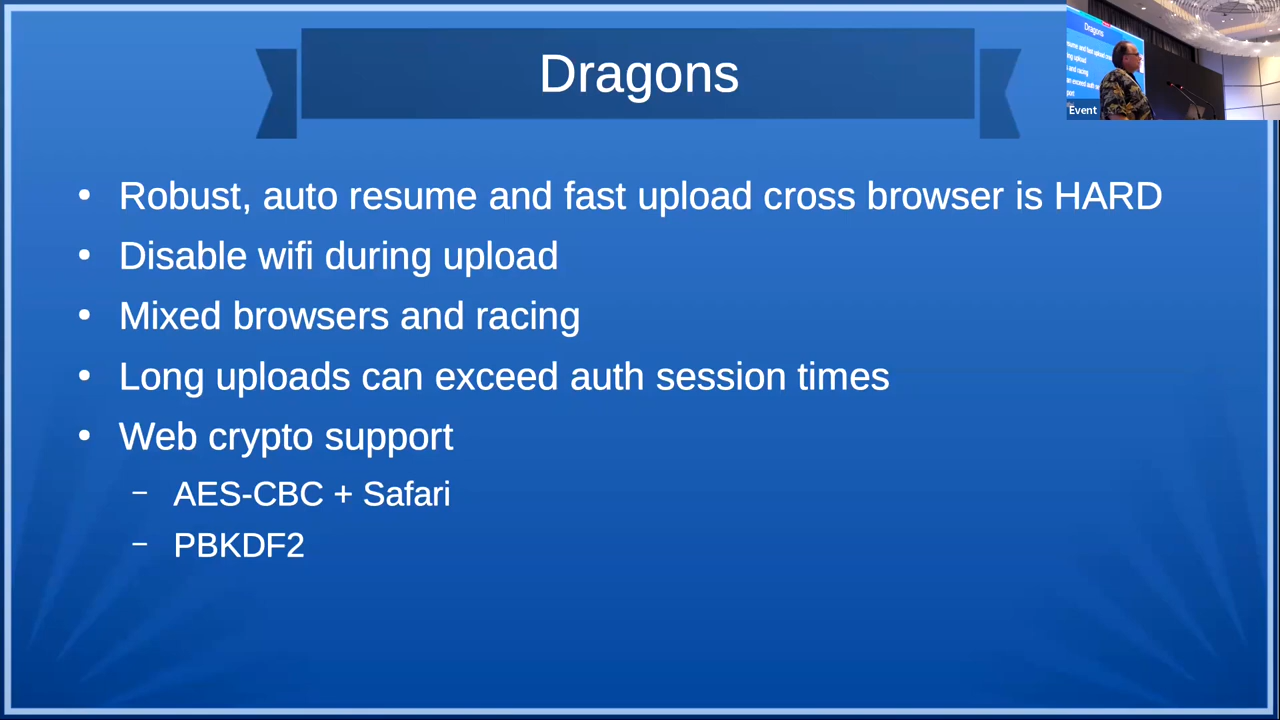 Dragons
Robust, auto resume and fast upload cross browser is HARD
Disable wifi during upload
Mixed browsers and racing
Long uploads can exceed auth session times
Web crypto support
AES-CBC + Safari
PBKDF2
Event
Dragons